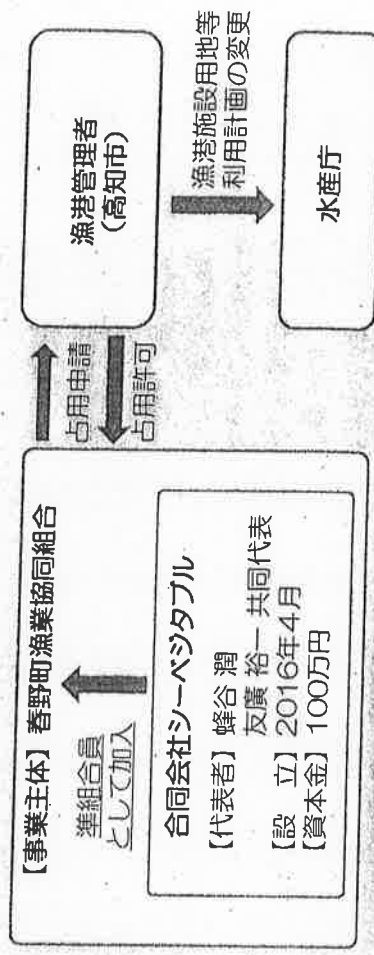 【事業主体】春野町漁業協同組合
準組合員
として加入
合同会社シーベジタブル
【代表者】蜂谷 潤
友廣 裕一 共同代表
【設 立】2016年4月
【資本金】100万円
占用申請
占用許可
漁港管理者
(高知市)
漁港施設用地等
利用計画の変更
水産庁